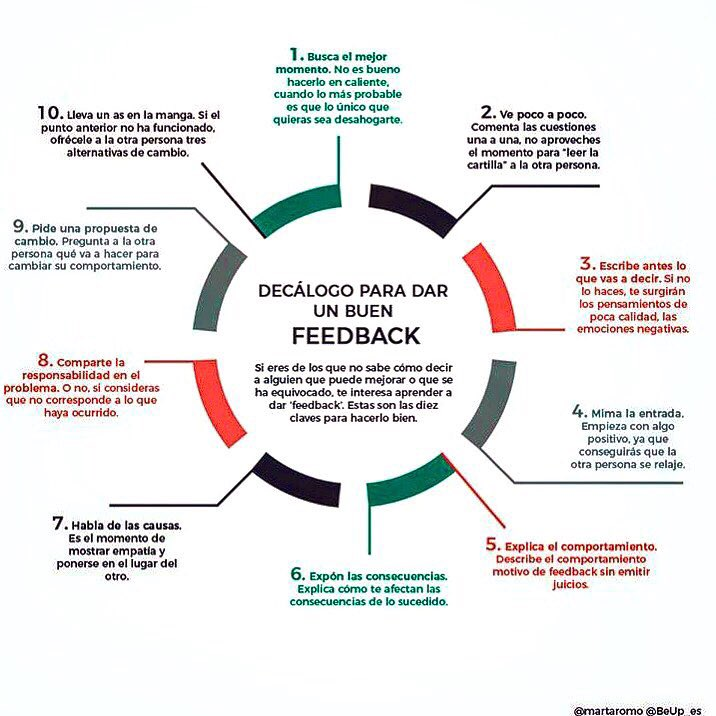 DECÁLOGO PARA DAR
UN BUEN
FEEDBACK
Si eres de los que no sabe cómo decir
a alguien que puede mejorar o que se
ha equivocado, te interesa aprender a
dar 'feedback'. Estas son las diez
claves para hacerlo bien.
1. Busca el mejor
momento. No es bueno
hacerlo en caliente,
cuando lo más probable
es que lo único que
quieras sea desahogarte.
2. Ve poco a poco.
Comenta las cuestiones
una a una, no aproveches
el momento para "leer la
cartilla" a la otra persona.
3. Escribe antes lo
que vas a decir. Si no
lo haces, te surgirán
los pensamientos de
poca calidad, las
emociones negativas.
4. Mima la entrada.
Empieza con algo
positivo, ya que
conseguirás que la
otra persona se relaje.
5. Explica el comportamiento.
Describe el comportamiento
motivo de feedback sin emitir
juicios.
6. Expón las consecuencias.
Explica cómo te afectan las
consecuencias de lo sucedido.
7. Habla de las causas.
Es el momento de
mostrar empatía y
ponerse en el lugar del
otro.
8. Comparte la
responsabilidad en el
problema. O no, si consideras
que no corresponde a lo que
haya ocurrido.
9. Pide una propuesta de
cambio. Pregunta a la otra
persona qué va a hacer para
cambiar su comportamiento.
10. Lleva un as en la manga. Si el
punto anterior no ha funcionado,
ofrécele a la otra persona tres
alternativas de cambio.
@martaromo @BeUp_es